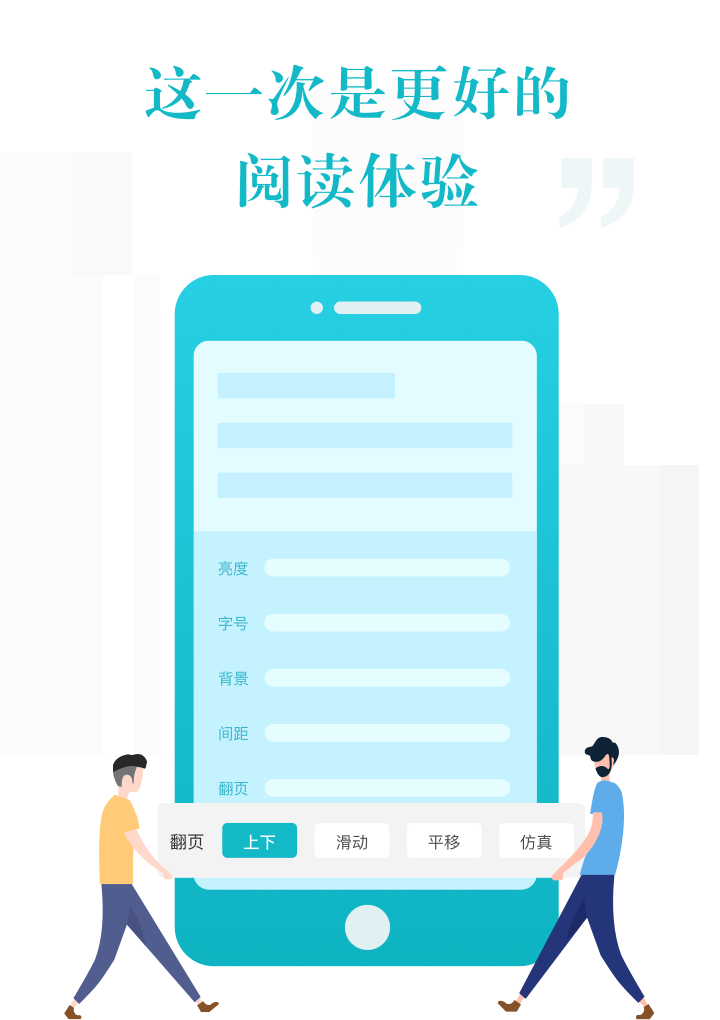 这一次是更好的
阅读体验
亮度
字号
背景
间距
翻页
翻页 上下 滑动 平移 仿真